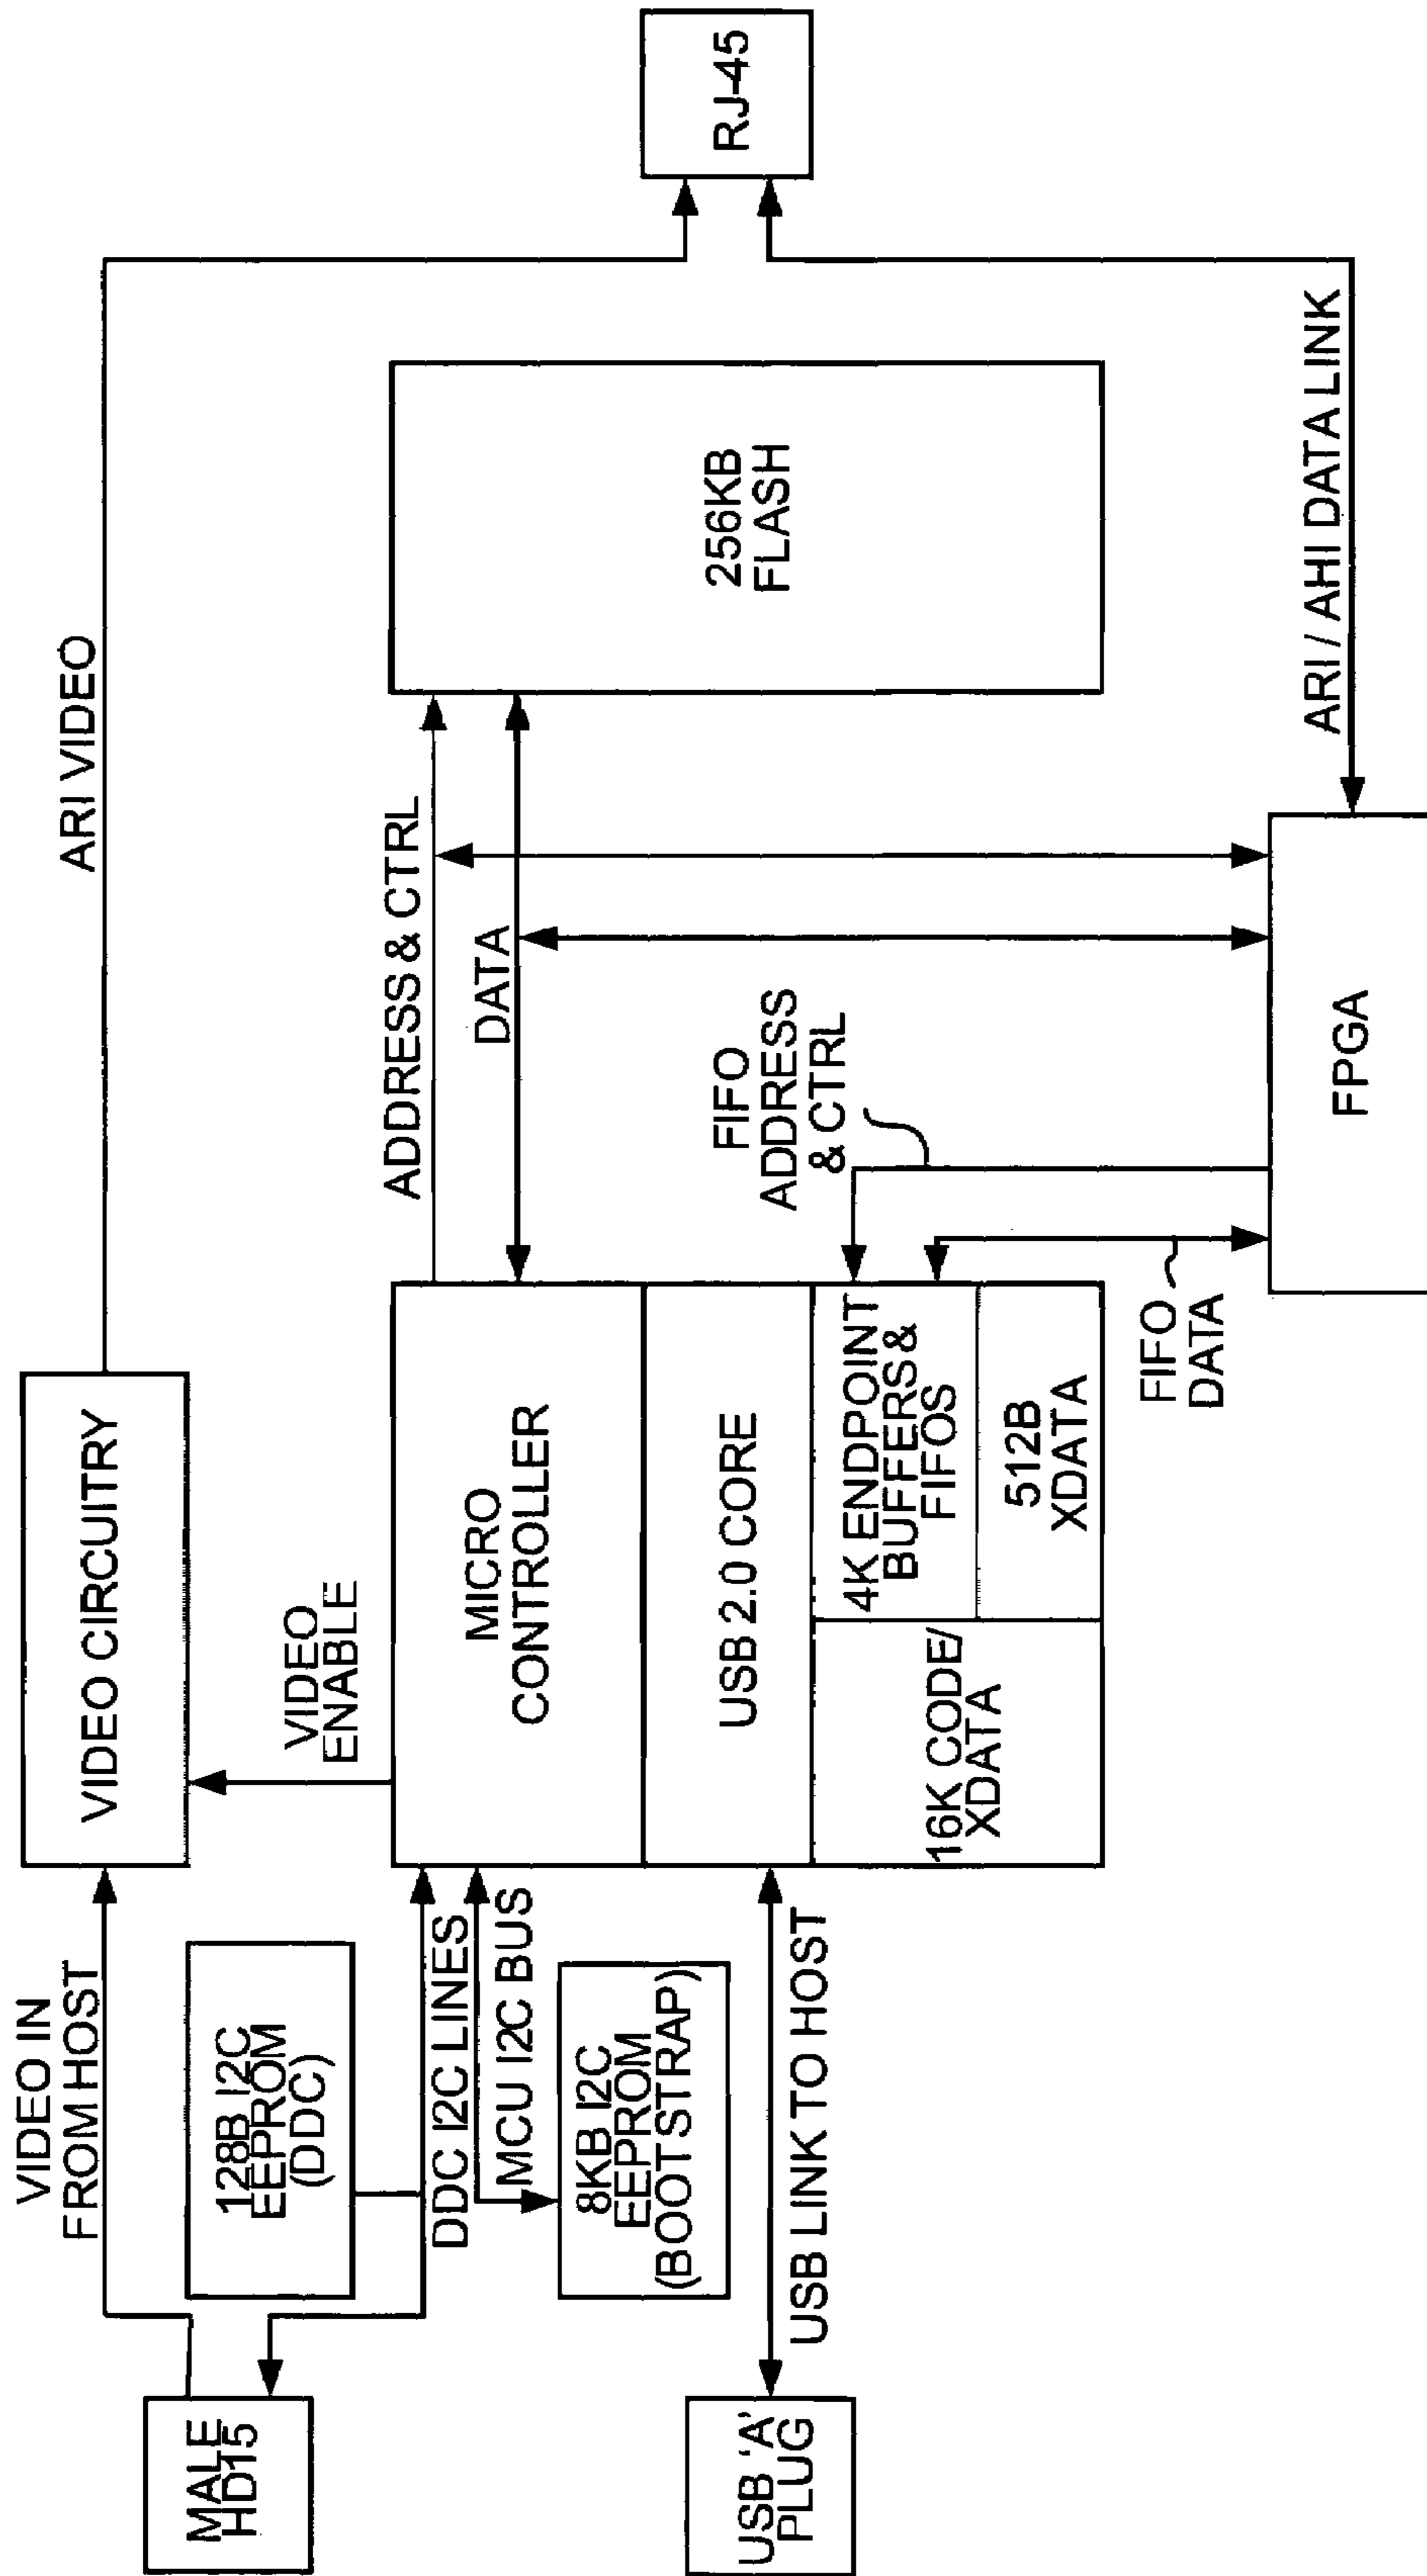 MALE
HD15
USB 'A'
PLUG
VIDEO IN
FROM HOST
128B I2C
EEPROM
(DDC)
DDC I2C LINES
MCU I2C BUS
8KB I2C
EEPROM
(BOOTSTRAP)
USB LINK TO HOST
VIDEO CIRCUITRY
VIDEO
ENABLE
MICRO
CONTROLLER
USB 2.0 CORE
16K CODE/
XDATA
4K ENDPOINT
BUFFERS &
FIFOS
512B
XDATA
FIFO
DATA
FIFO
ADDRESS
& CTRL
FPGA
ADDRESS & CTRL
DATA
ARI VIDEO
256KB
FLASH
ARI / AHI DATA LINK
RJ-45